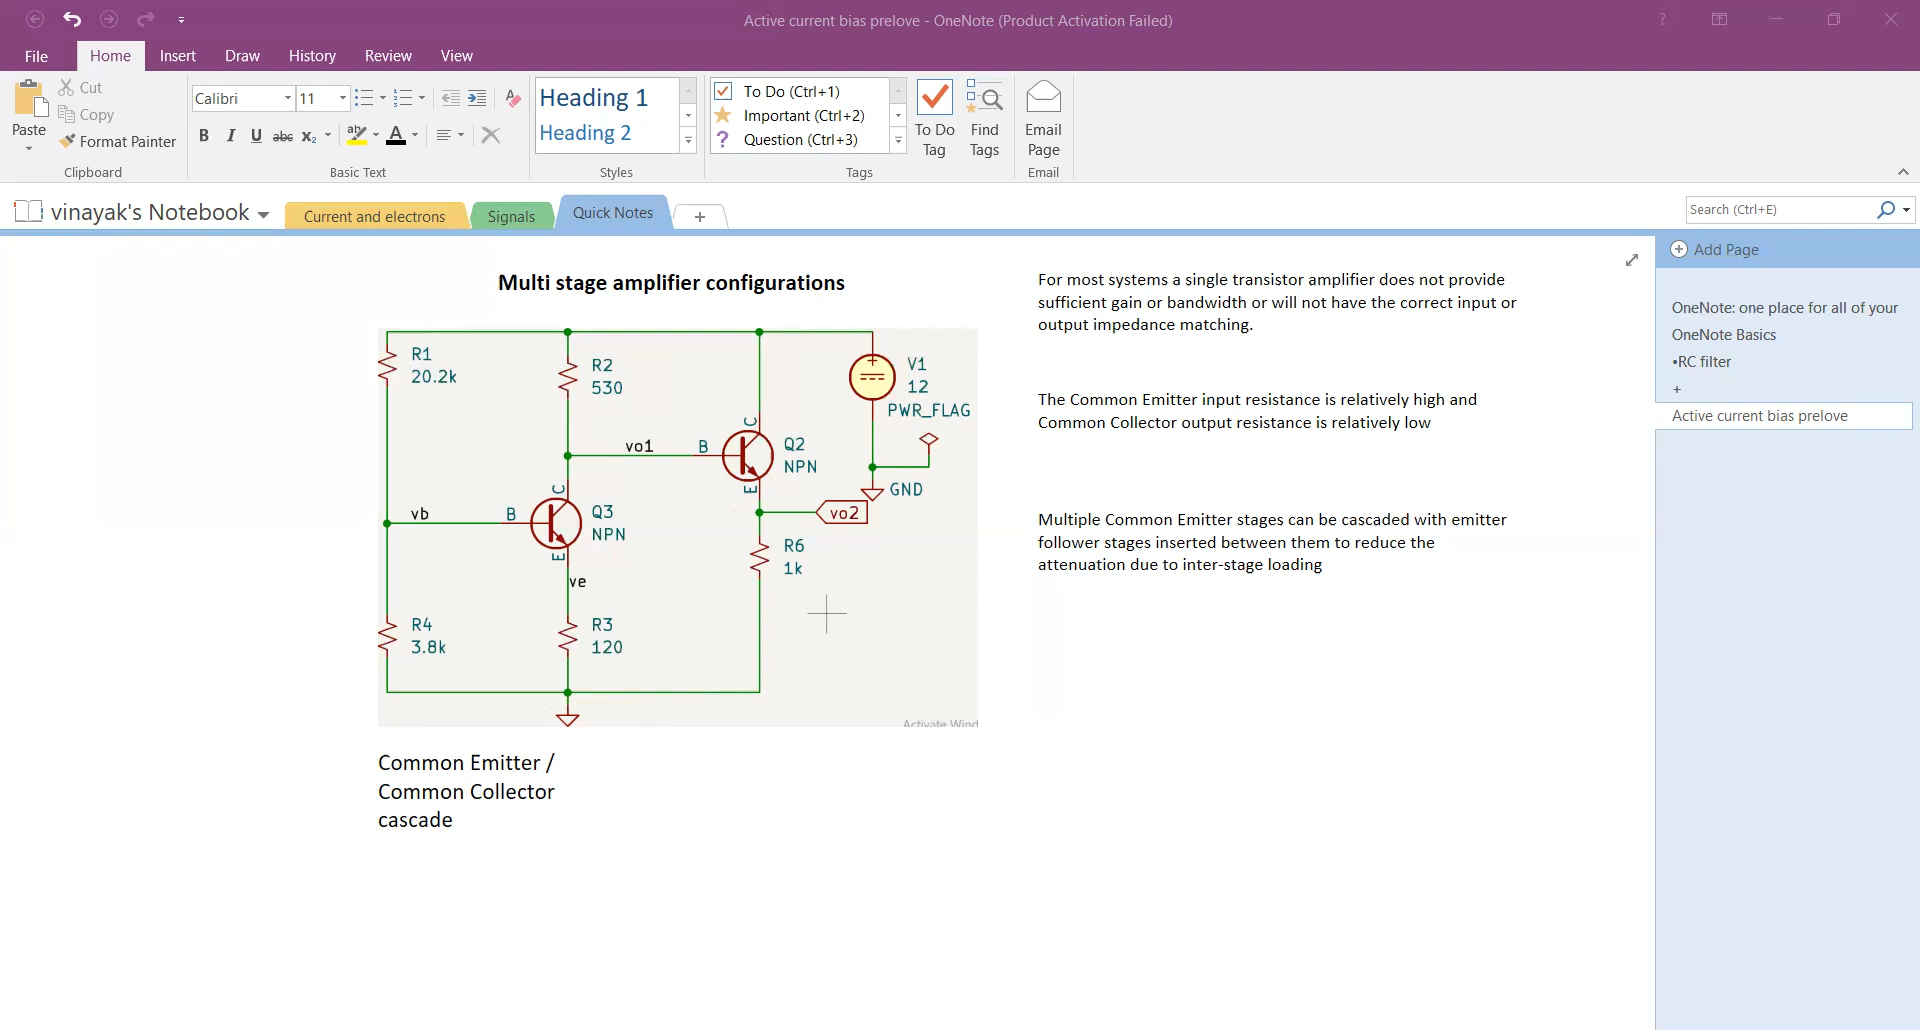 Active current bias prelove - OneNote (Product Activation Failed)
?
File Home Insert Draw History Review View
Paste
Cut
Copy
Format Painter
Clipboard
Calibri 11
B I U abc X₂ ab A
Basic Text
Heading 1
Heading 2
Styles
To Do (Ctrl+1)
Important (Ctrl+2)
? Question (Ctrl+3)
Tags
To Do
Tag
Find
Tags
Email
Page
Email
vinayak's Notebook
Current and electrons Signals Quick Notes +
Search (Ctrl+E)
Add Page
OneNote: one place for all of your
OneNote Basics
•RC filter
+
Active current bias prelove
Multi stage amplifier configurations
R1
20.2k
R2
530
V1
12
PWR_FLAG
GND
vo1
B
C
E
Q2
NPN
vo2
vb
B
C
E
Q3
NPN
ve
R6
1k
R4
3.8k
R3
120
Activate Wind
Common Emitter /
Common Collector
cascade
For most systems a single transistor amplifier does not provide
sufficient gain or bandwidth or will not have the correct input or
output impedance matching.
The Common Emitter input resistance is relatively high and
Common Collector output resistance is relatively low
Multiple Common Emitter stages can be cascaded with emitter
follower stages inserted between them to reduce the
attenuation due to inter-stage loading